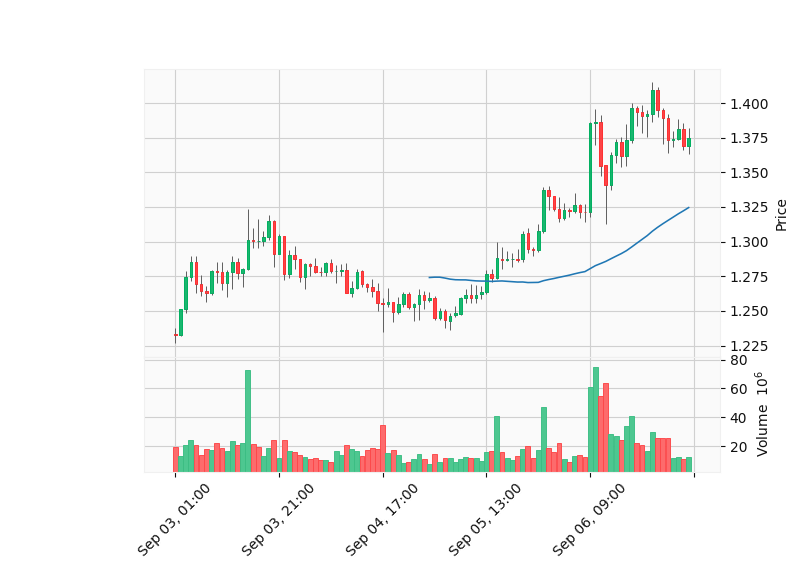 1.400
1.375
1.350
1.325
1.300
1.275
1.250
1.225
Price
80
60
40
20
Volume 10^6
Sep 03, 01:00
Sep 03, 21:00
Sep 04, 17:00
Sep 05, 13:00
Sep 06, 09:00